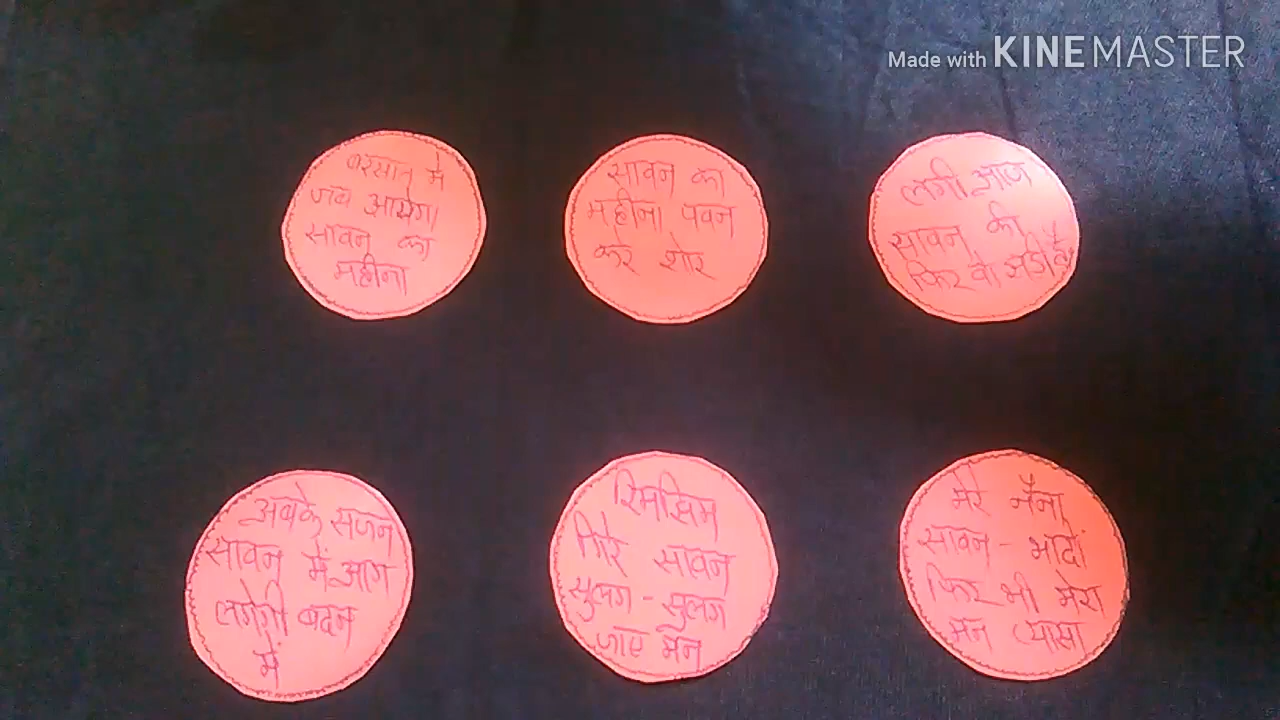 Made with KINEMASTER
बरसात मे
जब आयेगा
सावन का
महीना
सावन का
महीना पवन
करे शोर
लगी आज
सावन की
फिर वो झडी है
अबके सजन
सावन में आग
लगेगी बदन
में
रिमझिम
गिरे सावन
सुलग - सुलग
जाए मन
मेरे नैना
सावन - भादों
फिर भी मेरा
मन प्यासा